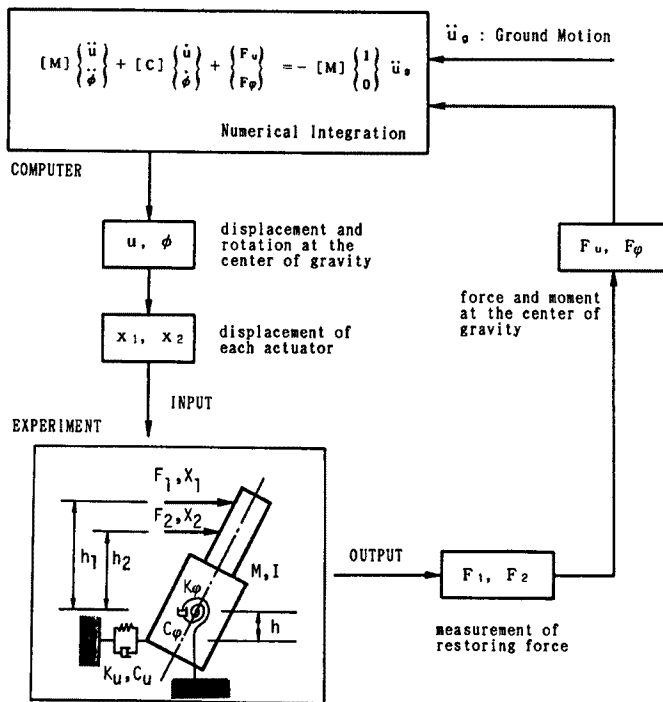 [M] {ü φ̈} + [C] {u̇ φ̇} + {Fu Fφ} = - [M] {1 0} üg
Numerical Integration
üg : Ground Motion
COMPUTER
u, φ
displacement and
rotation at the
center of gravity
x1, x2
displacement of
each actuator
Fu, Fφ
force and moment
at the center of
gravity
INPUT
EXPERIMENT
F1,X1
F2,X2
h1
h2
M,I
Kφ
Cφ
h
Ku,Cu
OUTPUT
F1, F2
measurement of
restoring force